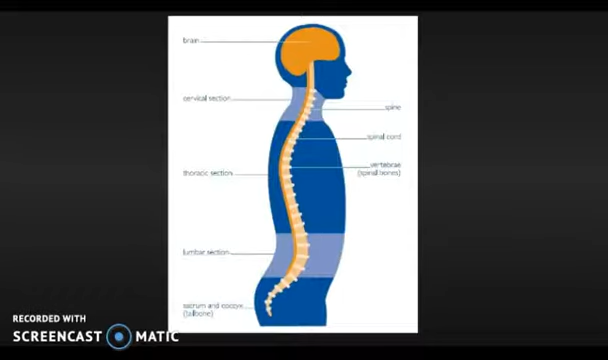 brain
cervical section
spine
spinal cord
vertebrae
(spinal bones)
thoracic section
lumbar section
sacrum and coccyx
(tailbone)
RECORDED WITH
SCREENCAST MATIC